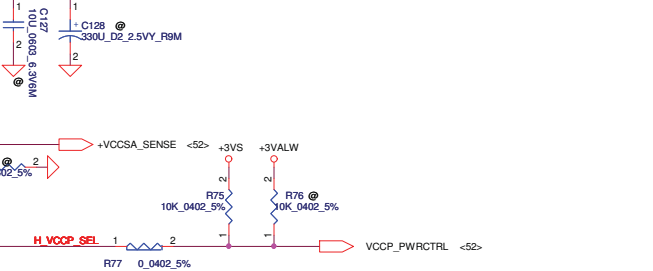 1
1
C127
10U_0603_6.3V6M
2
@
+
C128 @
330U_D2_2.5VY_R9M
2
+VCCSA_SENSE <52>
+3VS
+3VALW
@
2
02_5%
2
2
R75
10K_0402_5%
R76 @
10K_0402_5%
1
1
H_VCCP_SEL
1
2
VCCP_PWRCTRL <52>
R77 0_0402_5%